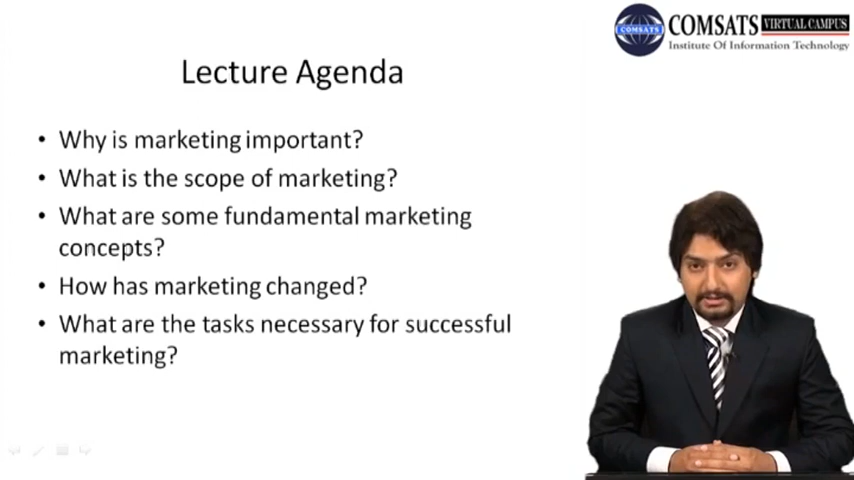 COMSATS VIRTUAL CAMPUS
COMSATS
Institute Of Information Technology
Lecture Agenda
• Why is marketing important?
• What is the scope of marketing?
• What are some fundamental marketing
concepts?
• How has marketing changed?
• What are the tasks necessary for successful
marketing?